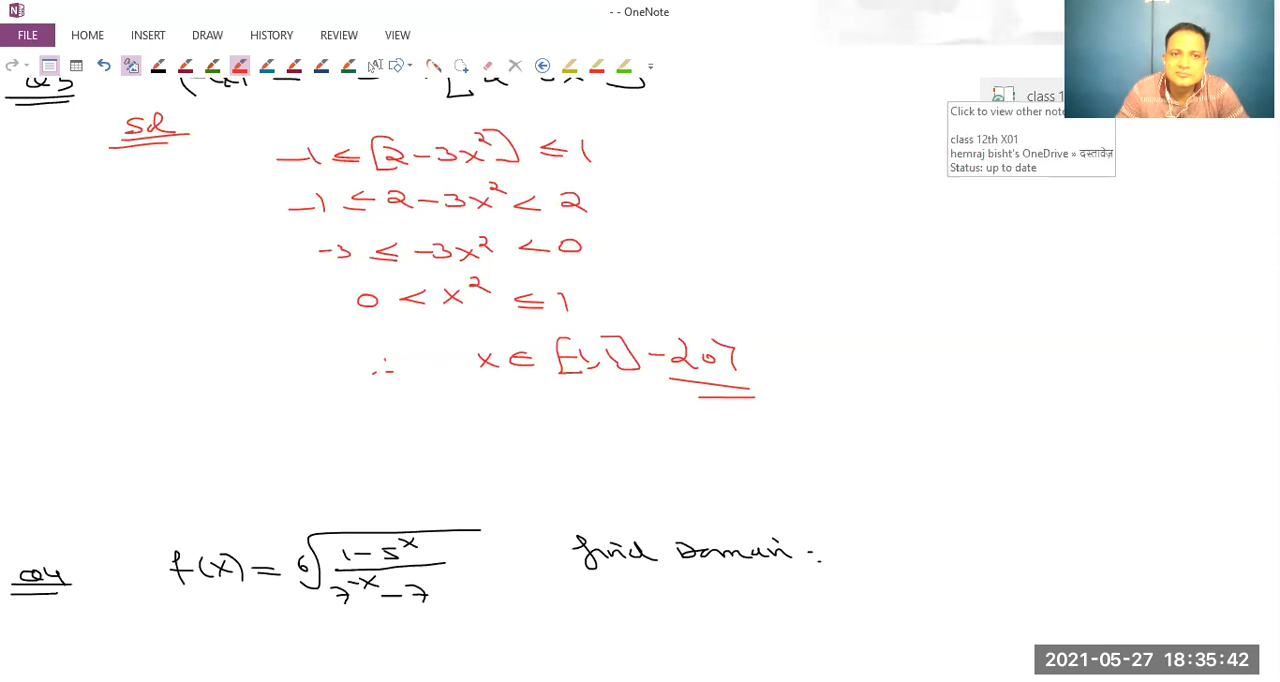 - - OneNote
FILE HOME INSERT DRAW HISTORY REVIEW VIEW
class 1
Click to view other note
class 12th X01
hemraj bisht's OneDrive » दस्तावेज़
Status: up to date
Sol
-1 ≤ [2 - 3x²] ≤ 1
-1 ≤ 2 - 3x² < 2
-3 ≤ -3x² < 0
0 < x² ≤ 1
∴ x ∈ [-1, 1] - {0}
Q4 f(x) = ⁶√((1 - 5^x)/(7^-x - 7)) find Domain :
2021-05-27 18:35:42